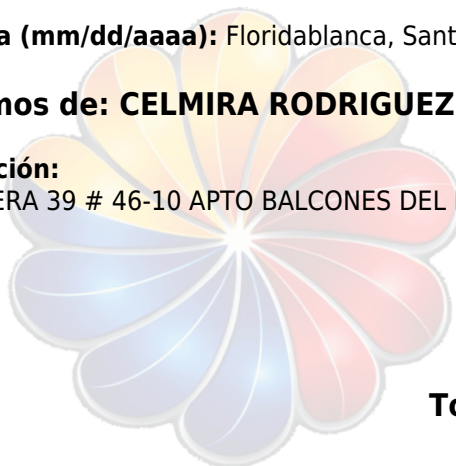 a (mm/dd/aaaa): Floridablanca, Sant
mos de: CELMIRA RODRIGUEZ
ción:
ERA 39 # 46-10 APTO BALCONES DEL
To